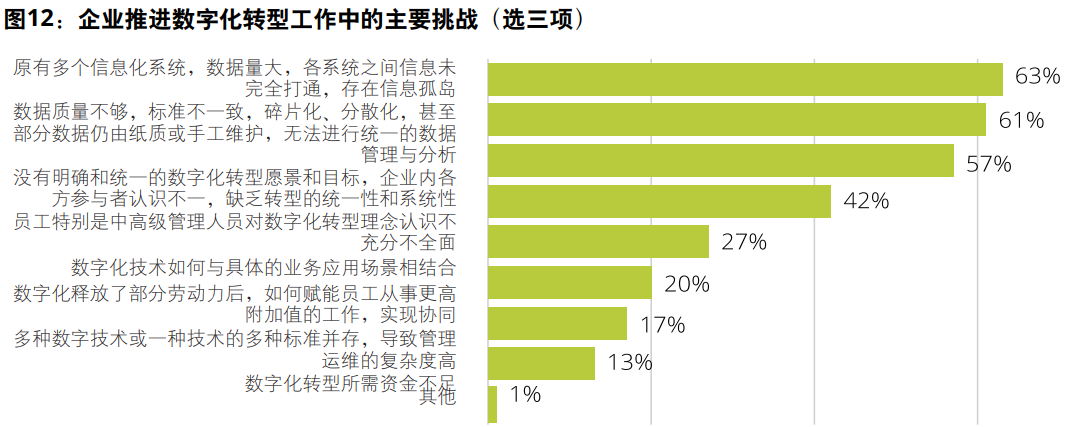 图12：企业推进数字化转型工作中的主要挑战（选三项）
原有多个信息化系统，数据量大，各系统之间信息未
完全打通，存在信息孤岛
63%
数据质量不够，标准不一致，碎片化、分散化，甚至
部分数据仍由纸质或手工维护，无法进行统一的数据
管理与分析
61%
57%
没有明确和统一的数字化转型愿景和目标，企业内各
方参与者认识不一，缺乏转型的统一性和系统性
42%
员工特别是中高级管理人员对数字化转型理念认识不
充分不全面
27%
数字化技术如何与具体的业务应用场景相结合
20%
数字化释放了部分劳动力后，如何赋能员工从事更高
附加值的工作，实现协同
17%
多种数字技术或一种技术的多种标准并存，导致管理
运维的复杂度高
13%
数字化转型所需资金不足
其他
1%